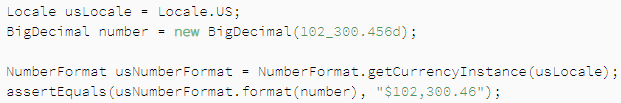 Locale usLocale = Locale.US;
BigDecimal number = new BigDecimal(102_300.456d);
NumberFormat usNumberFormat = NumberFormat.getCurrencyInstance(usLocale);
assertEquals(usNumberFormat.format(number), "$102,300.46");